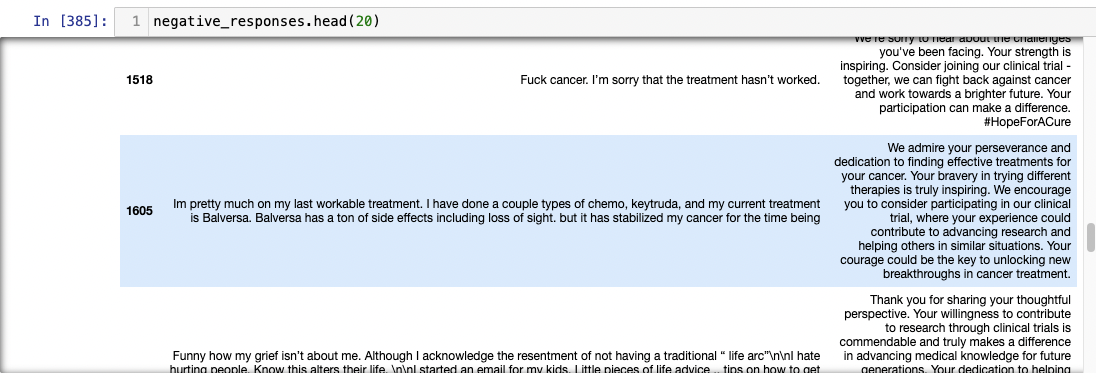 In [385]:
1 negative_responses.head(20)
We're sorry to hear about the challenges
you've been facing. Your strength is
inspiring. Consider joining our clinical trial -
together, we can fight back against cancer
and work towards a brighter future. Your
participation can make a difference.
#HopeForACure
1518
Fuck cancer. I'm sorry that the treatment hasn't worked.
We admire your perseverance and
dedication to finding effective treatments for
your cancer. Your bravery in trying different
therapies is truly inspiring. We encourage
you to consider participating in our clinical
trial, where your experience could
contribute to advancing research and
helping others in similar situations. Your
courage could be the key to unlocking new
breakthroughs in cancer treatment.
1605
Im pretty much on my last workable treatment. I have done a couple types of chemo, keytruda, and my current treatment
is Balversa. Balversa has a ton of side effects including loss of sight. but it has stabilized my cancer for the time being
Thank you for sharing your thoughtful
perspective. Your willingness to contribute
to research through clinical trials is
commendable and truly makes a difference
in advancing medical knowledge for future
generations. Your dedication to helping
Funny how my grief isn't about me. Although I acknowledge the resentment of not having a traditional “ life arc”\n\nI hate
hurting people. Know this alters their life. \n\nI started an email for my kids. Little pieces of life advice .. tips on how to get